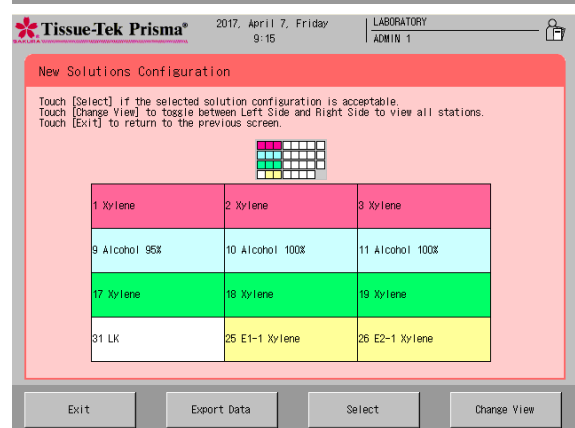 Tissue-Tek Prisma®
SAKURA
2017, April 7, Friday
9:15
LABORATORY
ADMIN 1
New Solutions Configuration
Touch [Select] if the selected solution configuration is acceptable.
Touch [Change View] to toggle between Left Side and Right Side to view all stations.
Touch [Exit] to return to the previous screen.
1 Xylene
2 Xylene
3 Xylene
9 Alcohol 95%
10 Alcohol 100%
11 Alcohol 100%
17 Xylene
18 Xylene
19 Xylene
31 LK
25 E1-1 Xylene
26 E2-1 Xylene
Exit
Export Data
Select
Change View